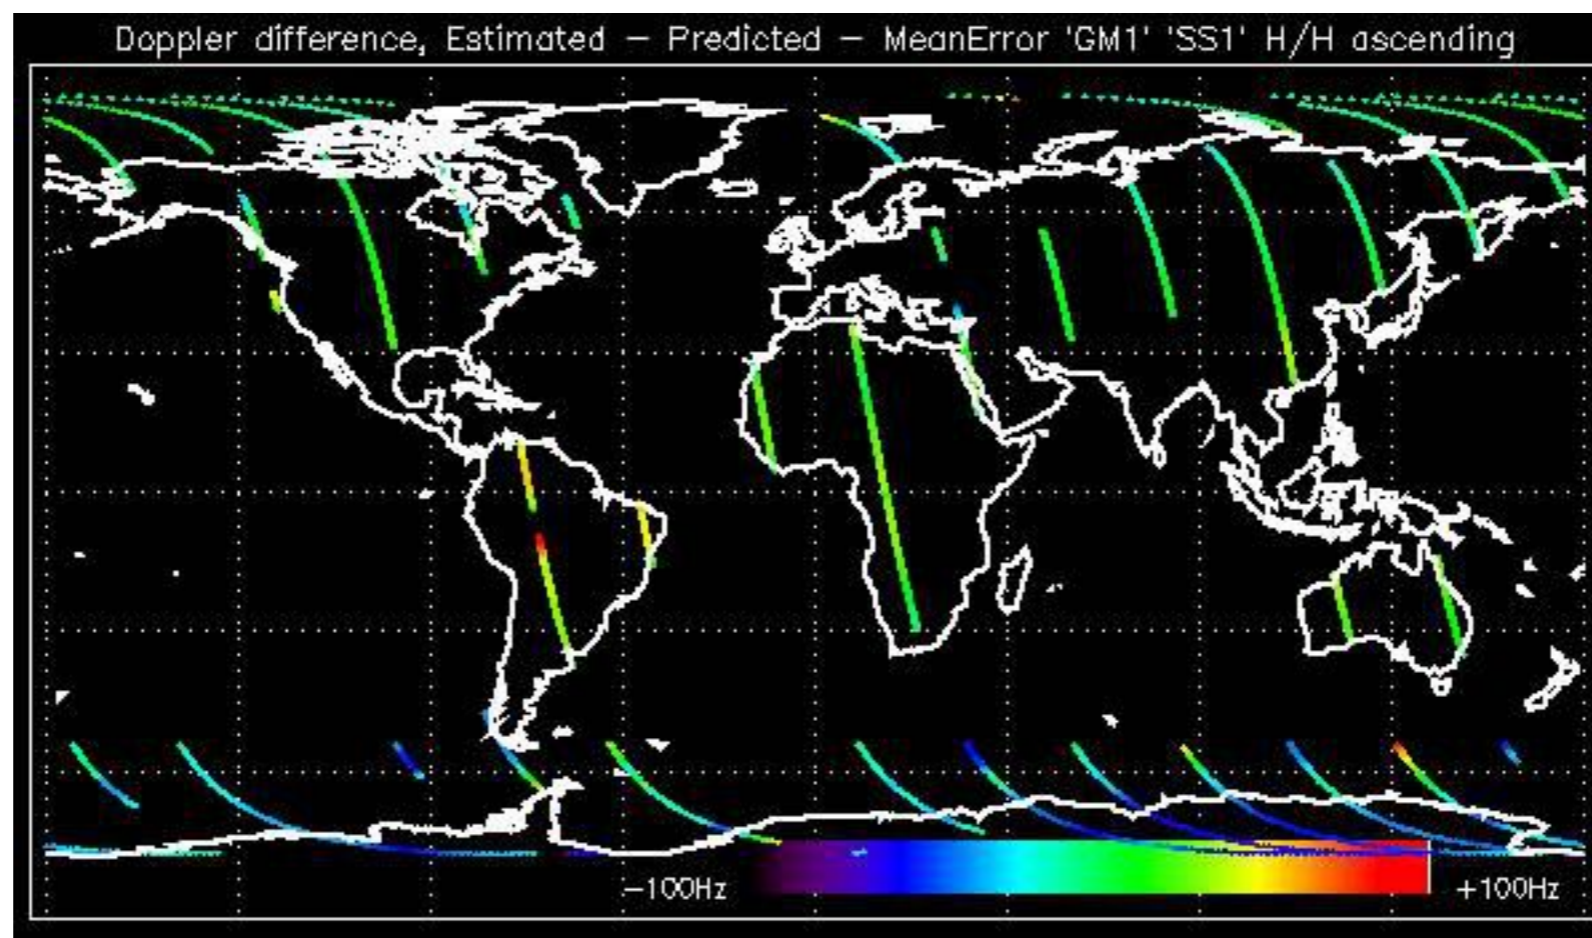 Doppler difference, Estimated – Predicted – MeanError 'GM1' 'SS1' H/H ascending
−100Hz
+100Hz